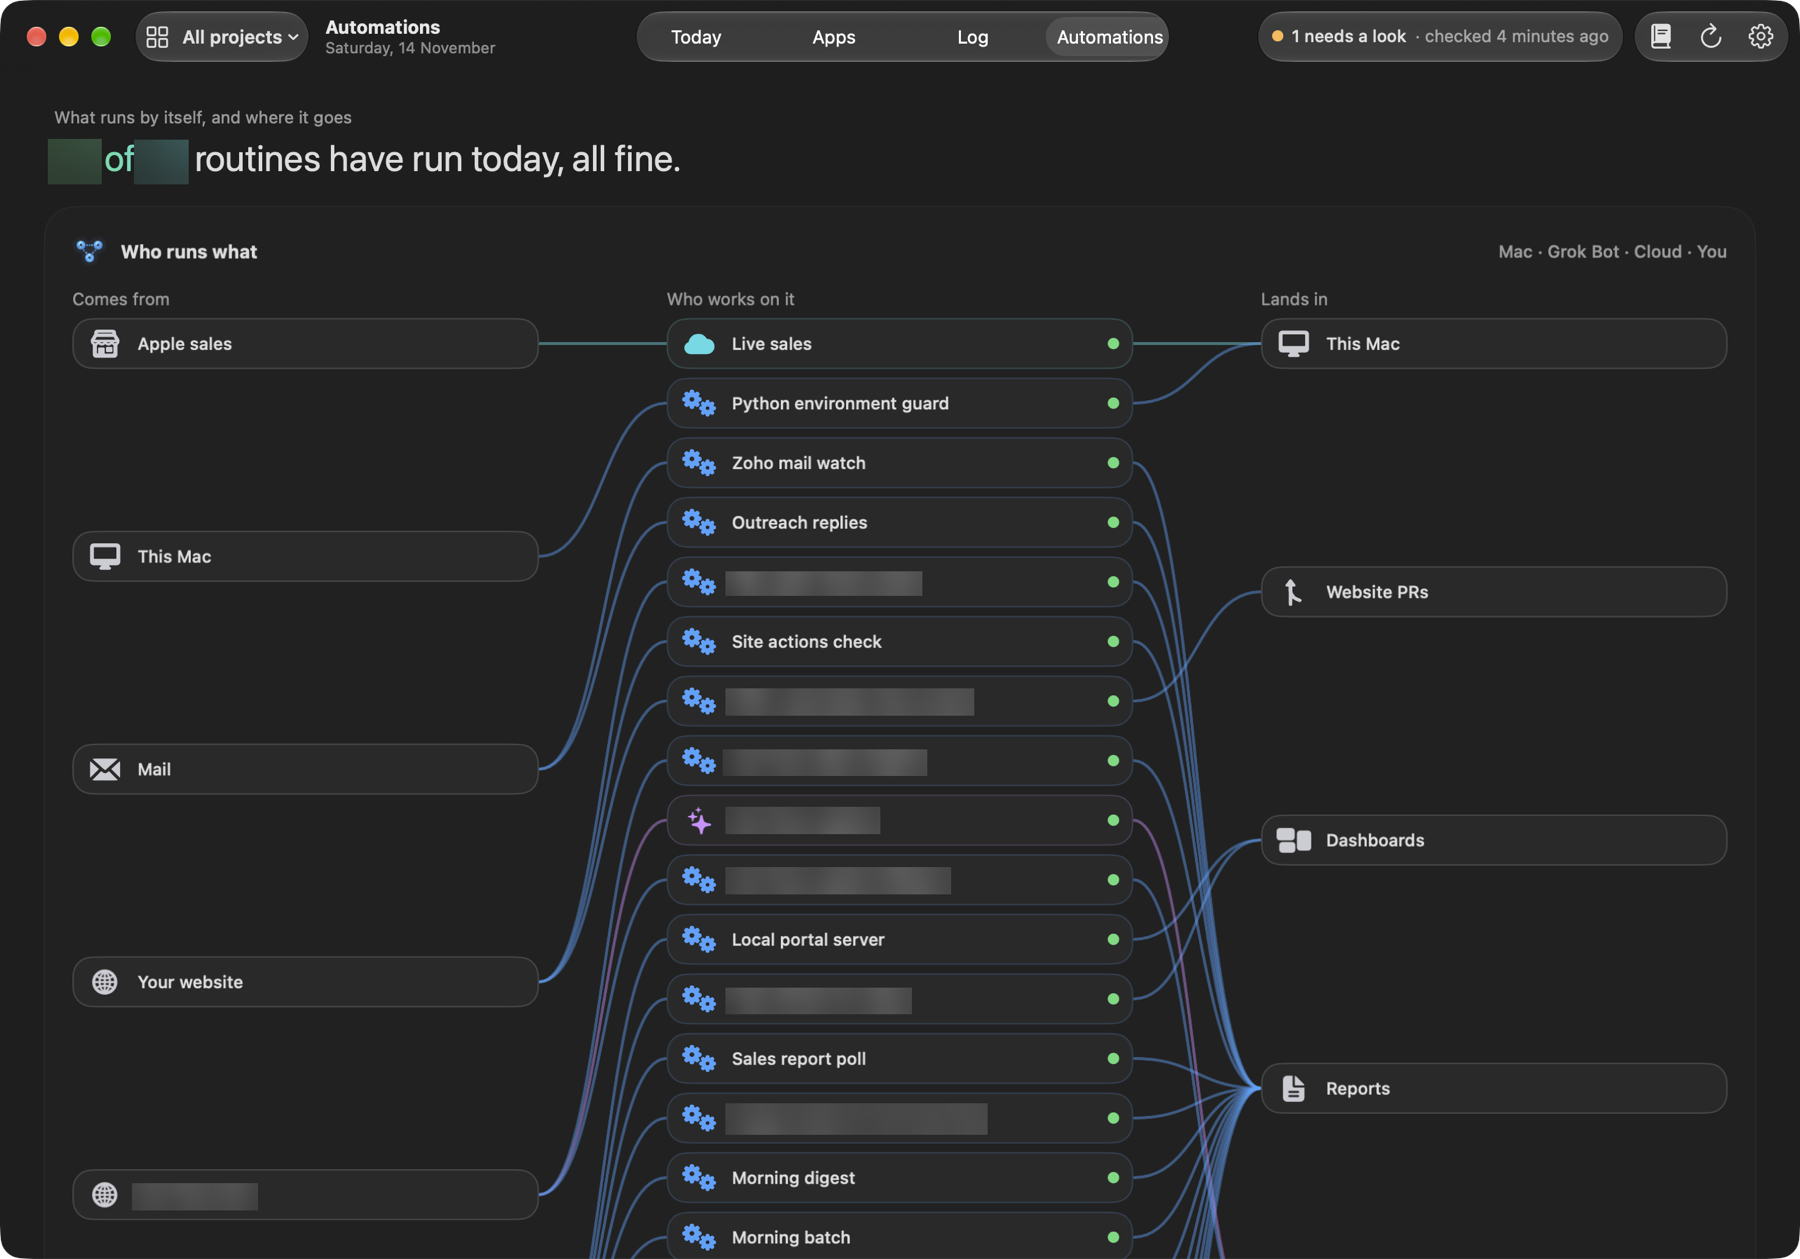 All projects
Automations
Saturday, 14 November
Today
Apps
Log
Automations
1 needs a look · checked 4 minutes ago
What runs by itself, and where it goes
of routines have run today, all fine.
Who runs what
Mac · Grok Bot · Cloud · You
Comes from
Who works on it
Lands in
Apple sales
Live sales
This Mac
Python environment guard
Zoho mail watch
Outreach replies
This Mac
Website PRs
Site actions check
Mail
Dashboards
Local portal server
Your website
Sales report poll
Reports
Morning digest
Morning batch